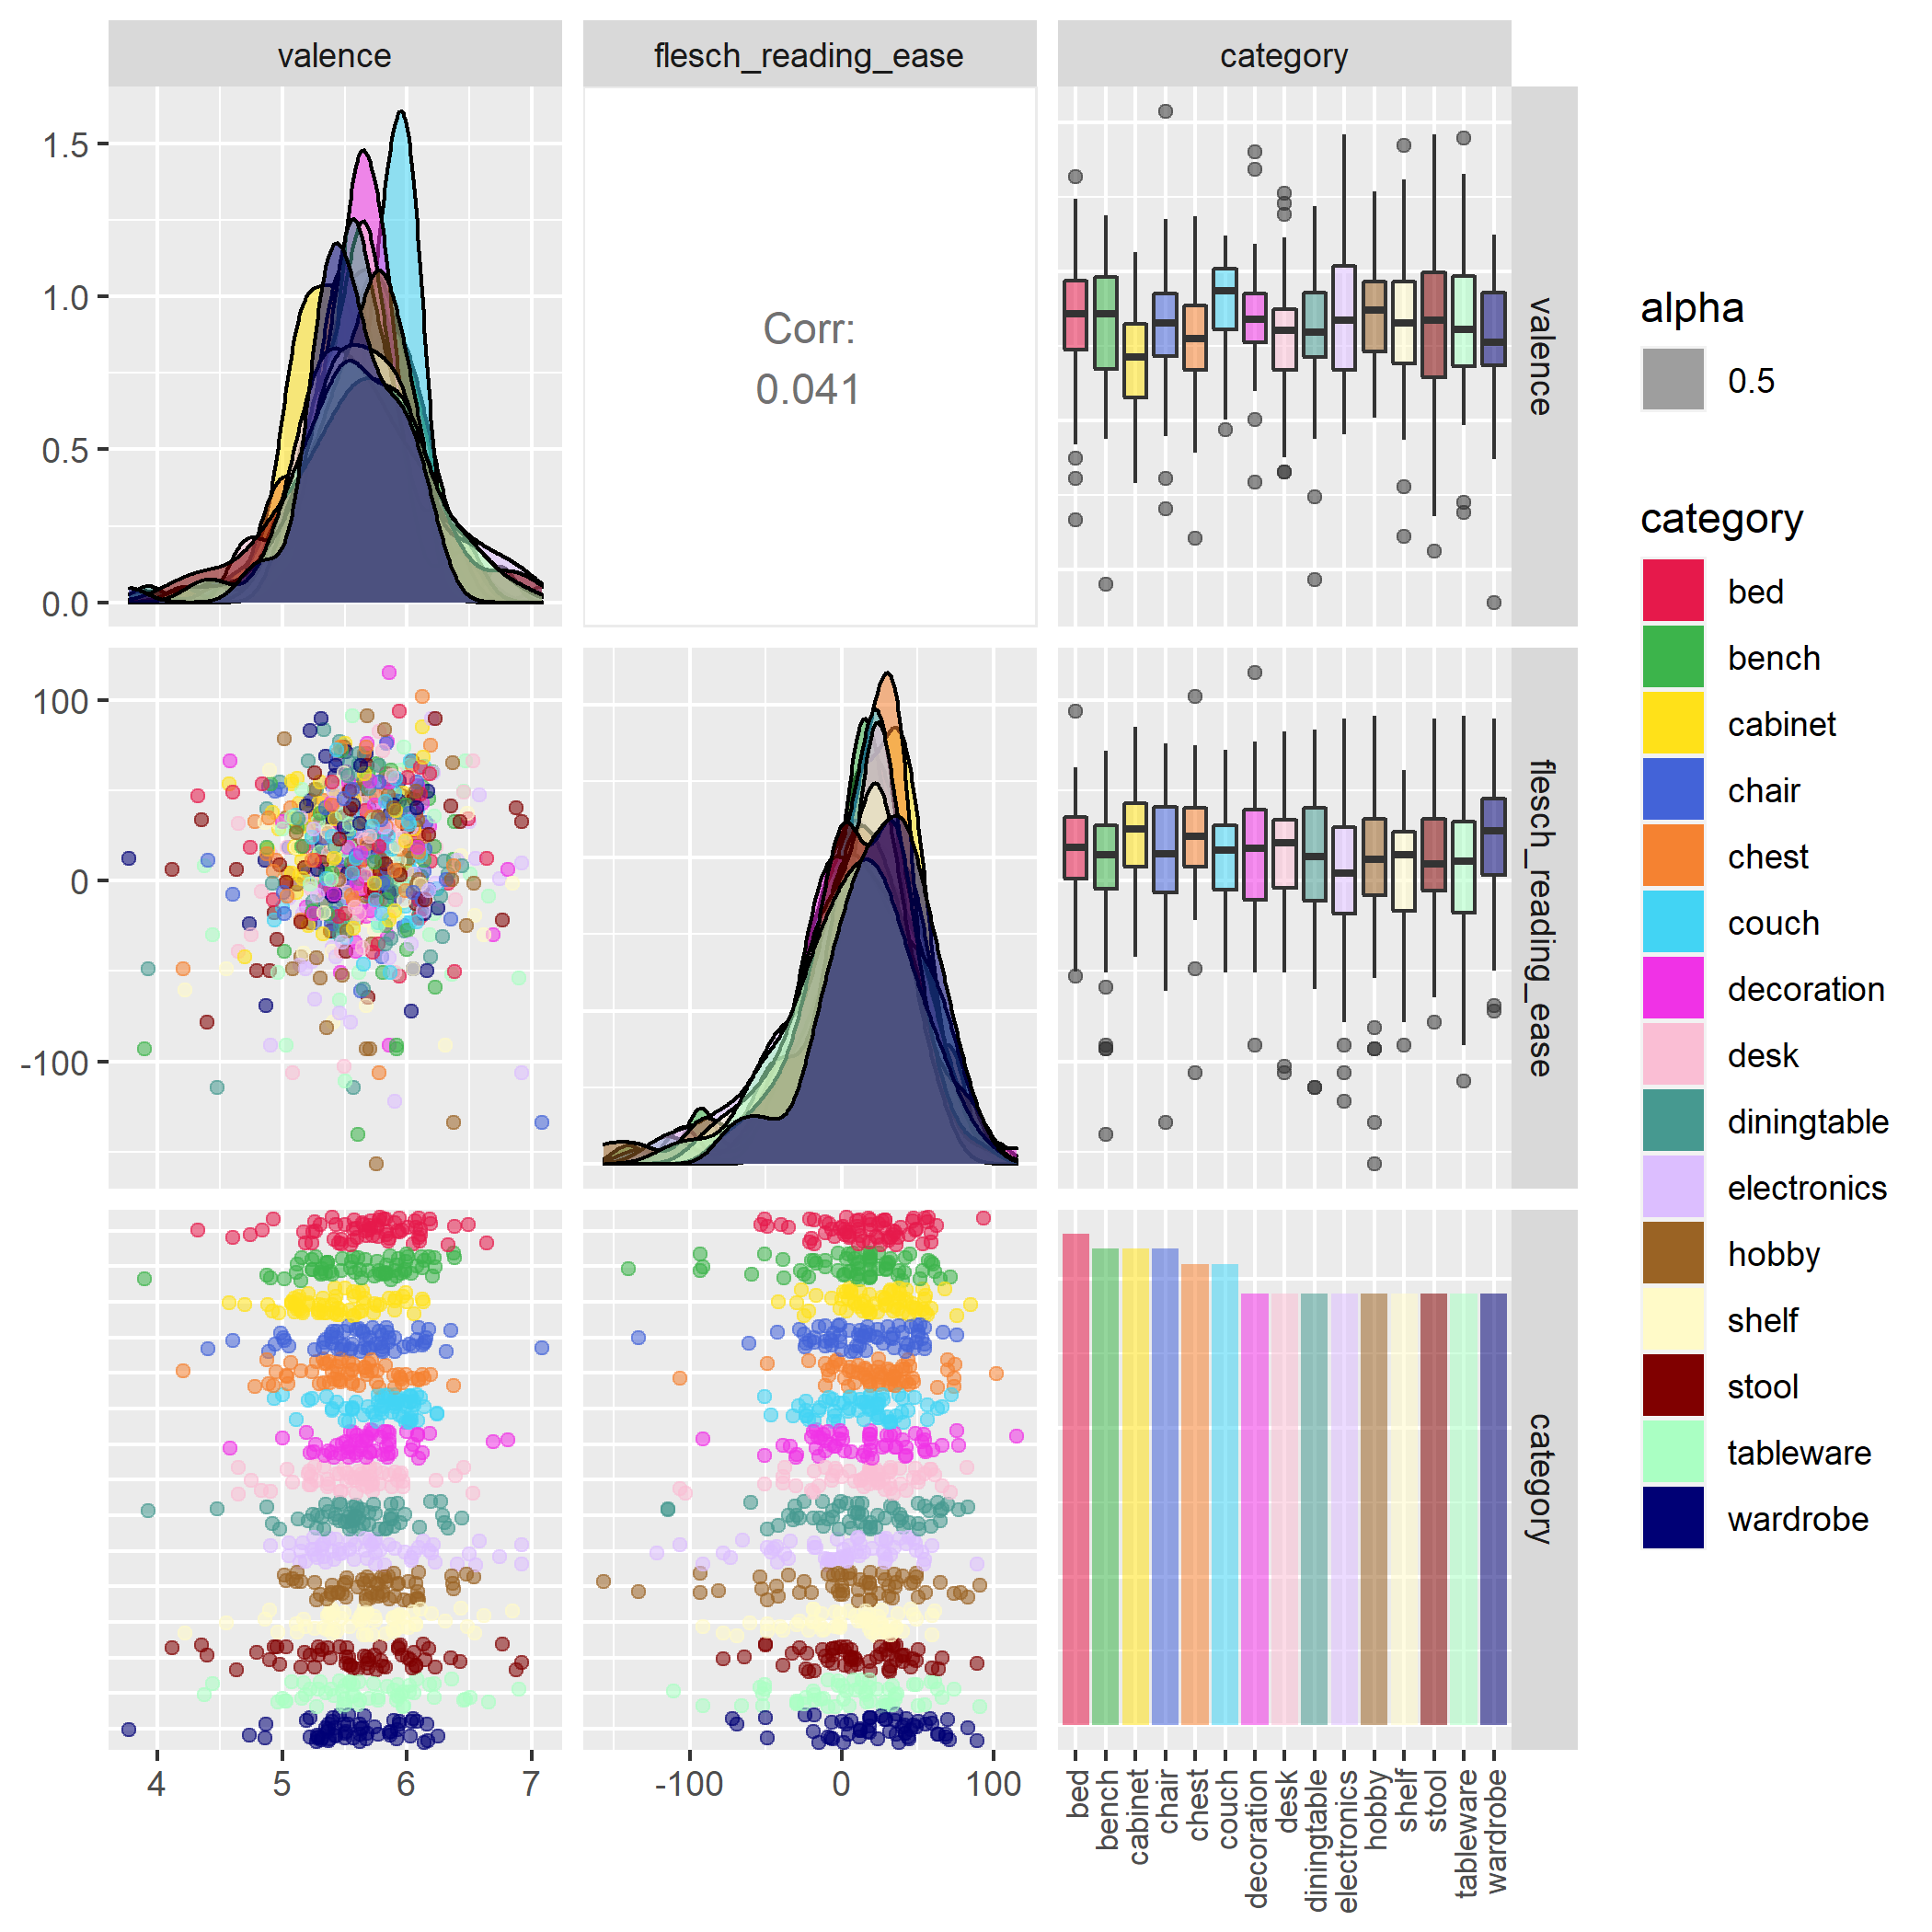 valence
flesch_reading_ease
category
1.5
1.0
0.5
0.0
Corr:
0.041
valence
100
0
-100
flesch_reading_ease
category
4
5
6
7
-100
0
100
bed
bench
cabinet
chair
chest
couch
decoration
desk
diningtable
electronics
hobby
shelf
stool
tableware
wardrobe
alpha
0.5
category
bed
bench
cabinet
chair
chest
couch
decoration
desk
diningtable
electronics
hobby
shelf
stool
tableware
wardrobe